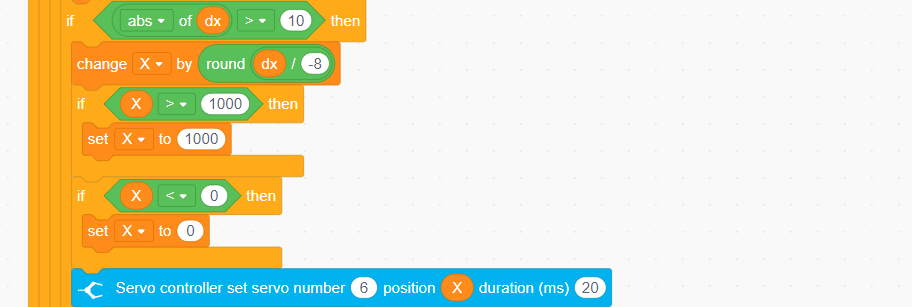 if abs of dx > 10 then
change X by round dx / -8
if X > 1000 then
set X to 1000
if X < 0 then
set X to 0
Servo controller set servo number 6 position X duration (ms) 20